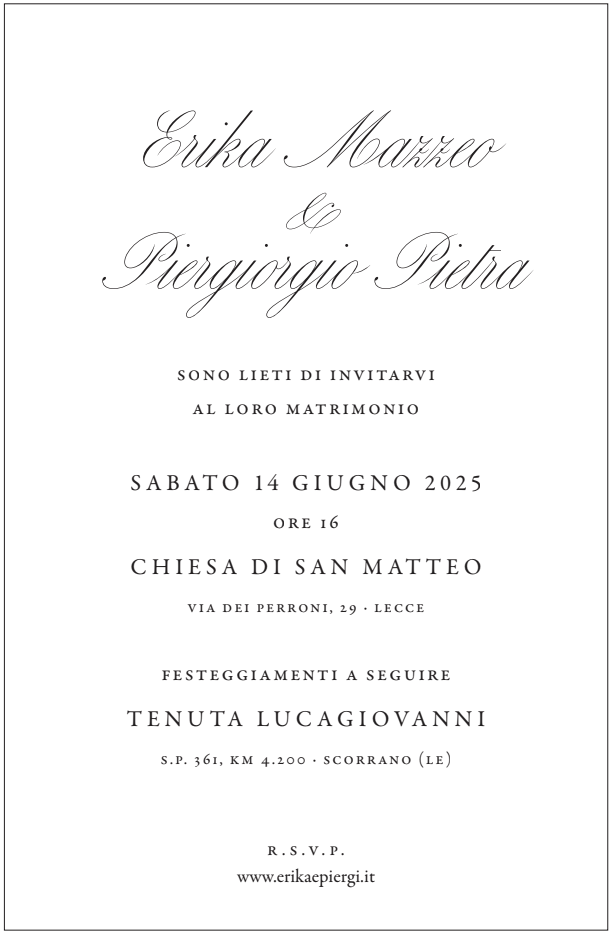 Erika Mazzeo
&
Piergiorgio Pietra
SONO LIETI DI INVITARVI
AL LORO MATRIMONIO
SABATO 14 GIUGNO 2025
ORE 16
CHIESA DI SAN MATTEO
VIA DEI PERRONI, 29 · LECCE
FESTEGGIAMENTI A SEGUIRE
TENUTA LUCAGIOVANNI
S.P. 361, KM 4.200 · SCORRANO (LE)
R.S.V.P.
www.erikaepiergi.it